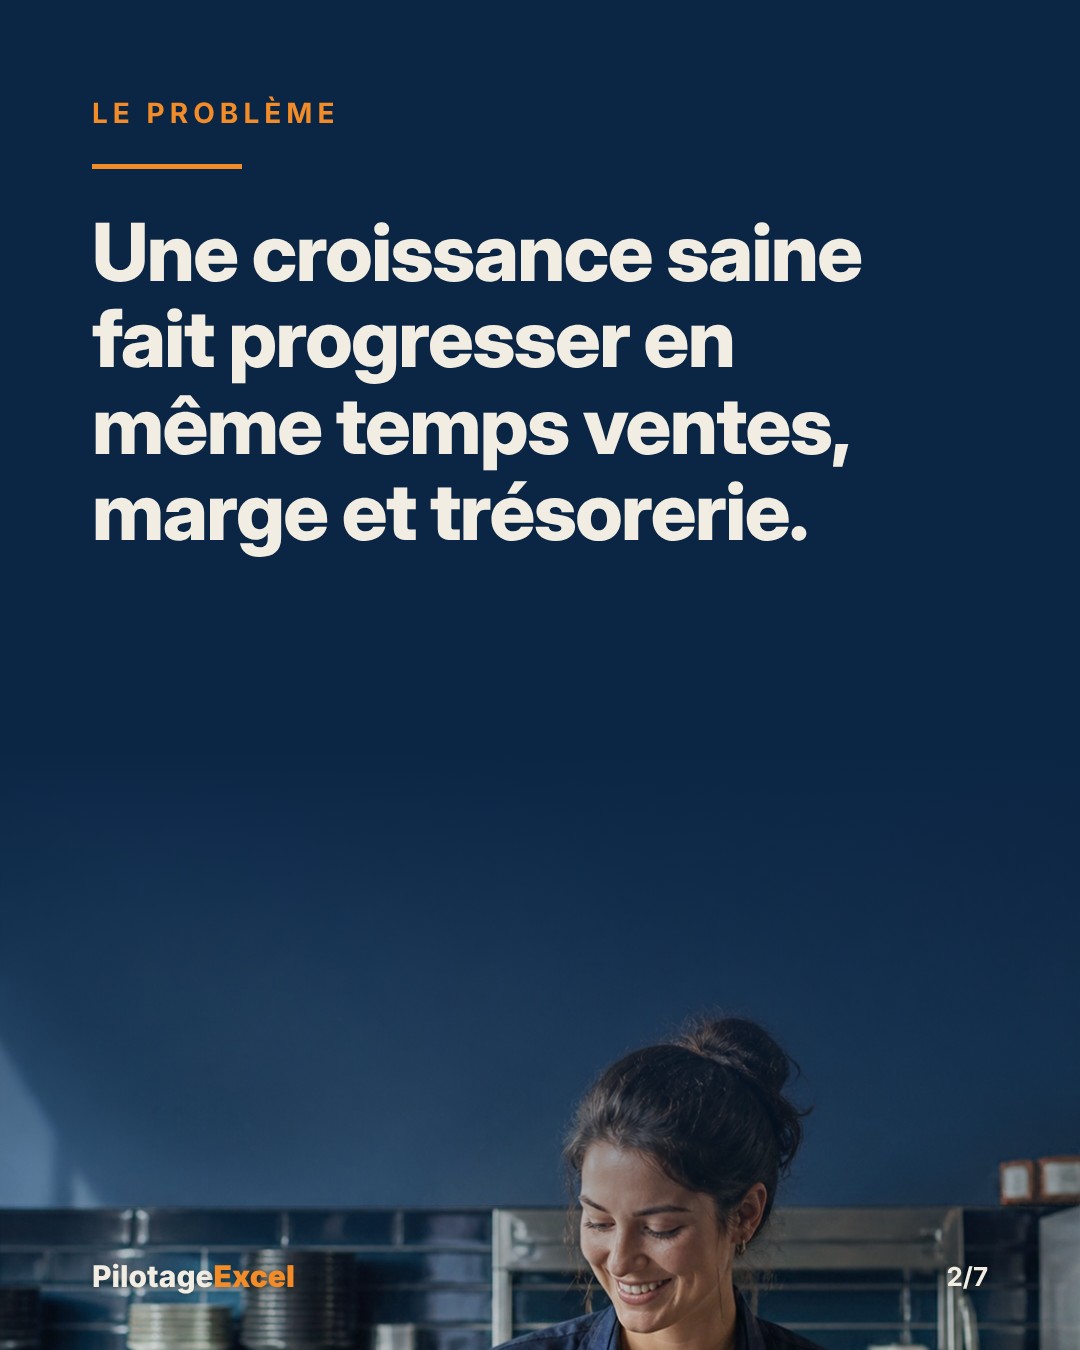 LE PROBLÈME
Une croissance saine
fait progresser en
même temps ventes,
marge et trésorerie.
PilotageExcel
2/7